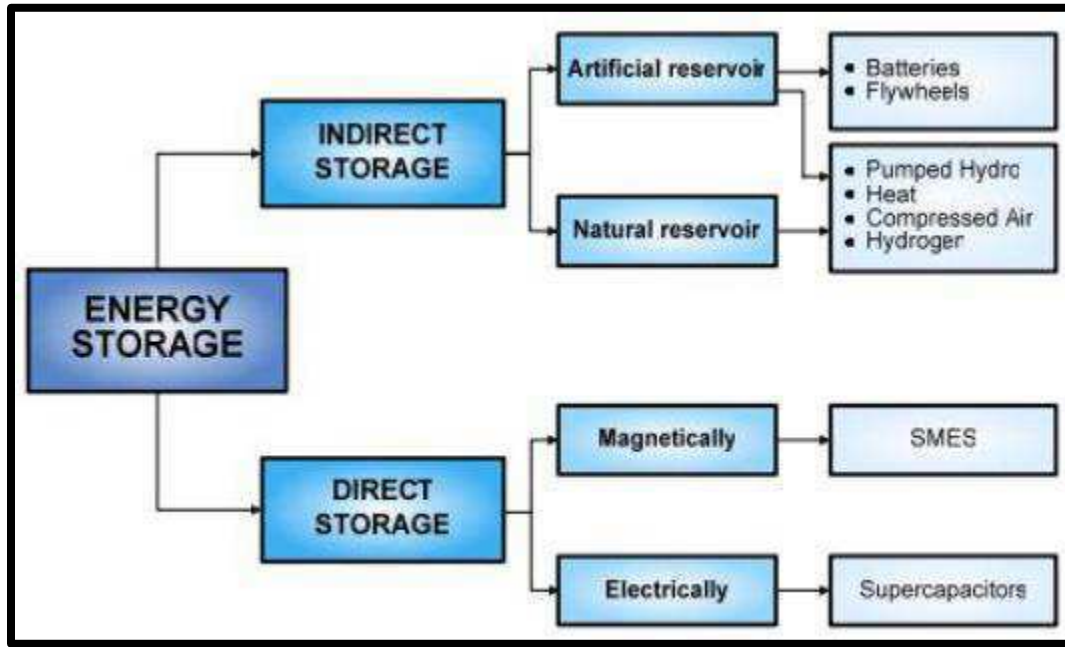 ENERGY
STORAGE
INDIRECT
STORAGE
Artificial reservoir
• Batteries
• Flywheels
Natural reservoir
• Pumped Hydro
• Heat
• Compressed Air
• Hydrogen
DIRECT
STORAGE
Magnetically
SMES
Electrically
Supercapacitors